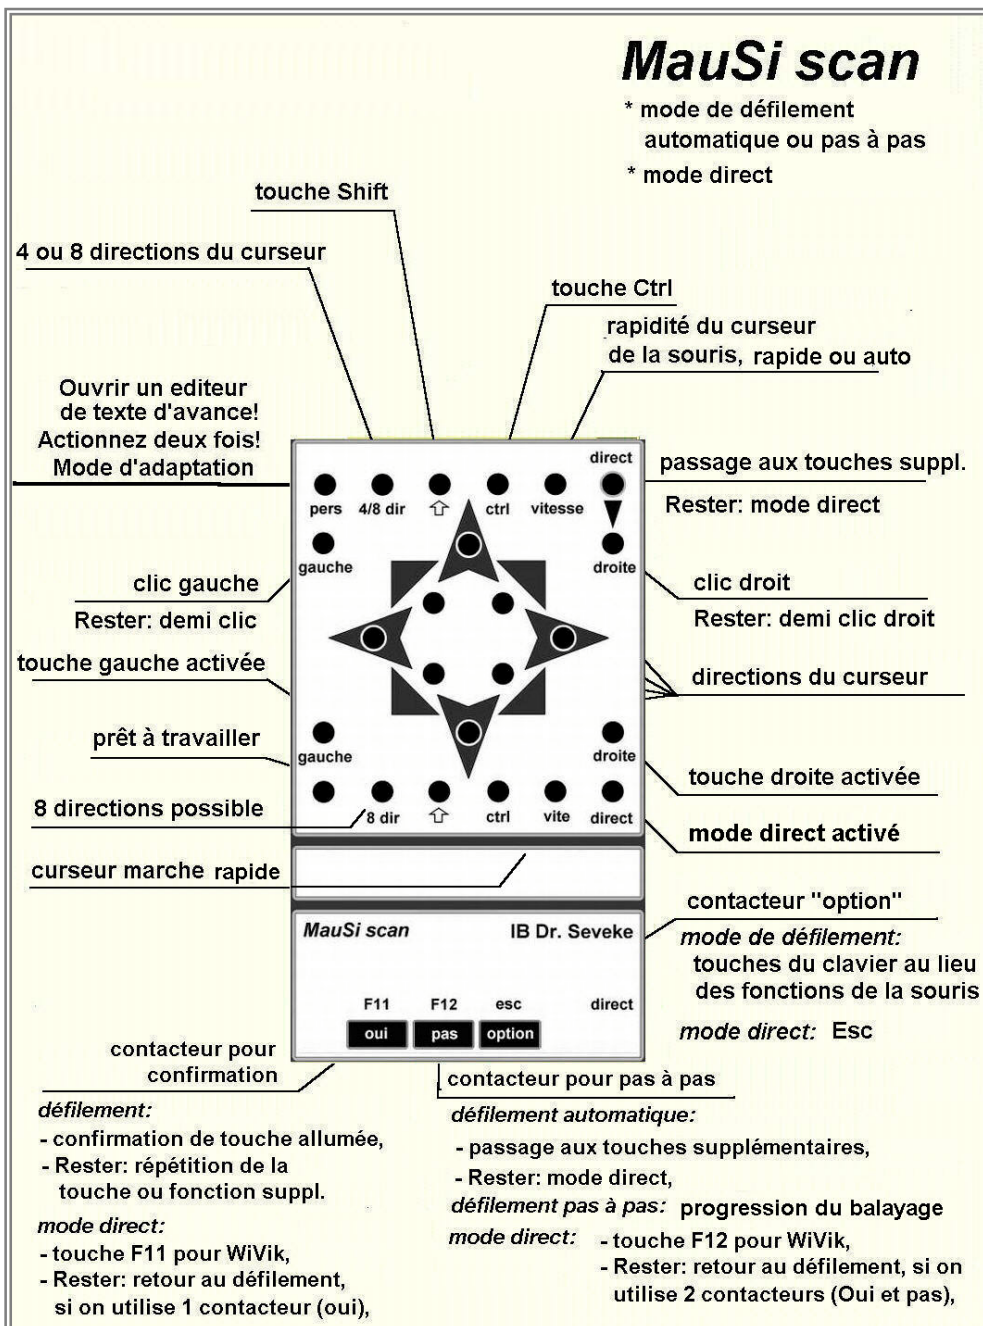 MauSi scan
* mode de défilement
automatique ou pas à pas
* mode direct
touche Shift
4 ou 8 directions du curseur
touche Ctrl
rapidité du curseur
de la souris, rapide ou auto
Ouvrir un editeur
de texte d'avance!
Actionnez deux fois!
Mode d'adaptation
direct
passage aux touches suppl.
Rester: mode direct
pers 4/8 dir ⇧ ctrl vitesse
gauche
droite
clic gauche
Rester: demi clic
clic droit
Rester: demi clic droit
touche gauche activée
directions du curseur
prêt à travailler
gauche
droite
touche droite activée
8 directions possible
8 dir ⇧ ctrl vite direct
mode direct activé
curseur marche rapide
contacteur "option"
mode de défilement:
touches du clavier au lieu
des fonctions de la souris
mode direct: Esc
MauSi scan IB Dr. Seveke
F11 F12 esc direct
oui pas option
contacteur pour
confirmation
défilement:
- confirmation de touche allumée,
- Rester: répétition de la
touche ou fonction suppl.
mode direct:
- touche F11 pour WiVik,
- Rester: retour au défilement,
si on utilise 1 contacteur (oui),
contacteur pour pas à pas
défilement automatique:
- passage aux touches supplémentaires,
- Rester: mode direct,
défilement pas à pas: progression du balayage
mode direct: - touche F12 pour WiVik,
- Rester: retour au défilement, si on
utilise 2 contacteurs (Oui et pas),